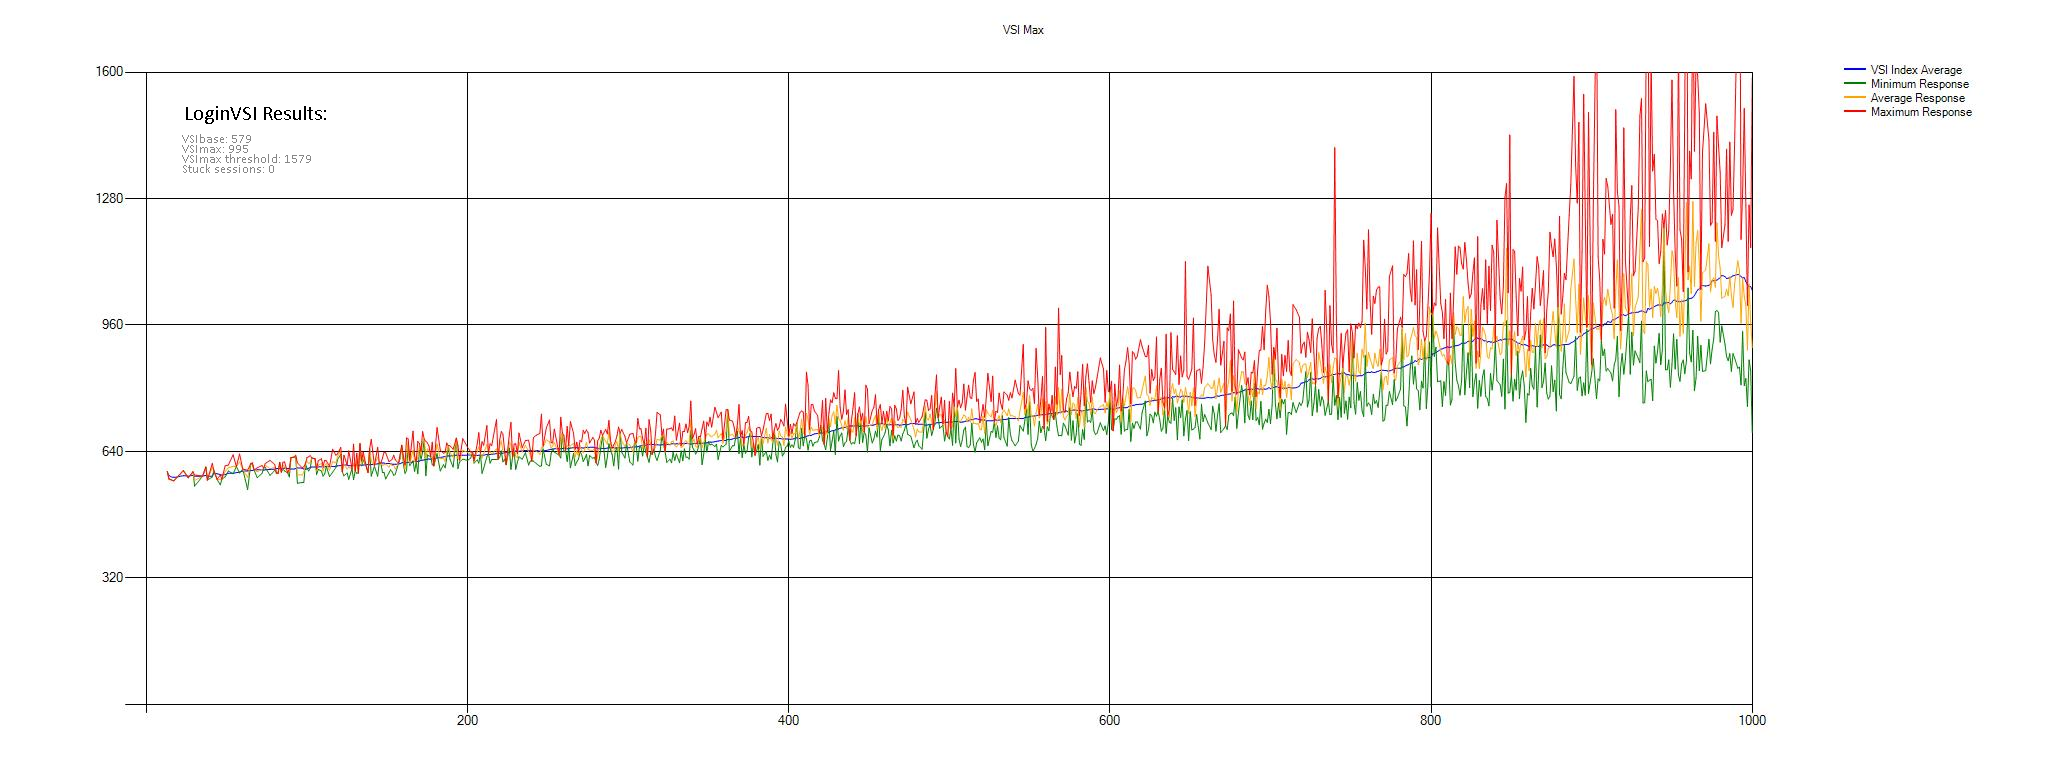 VSI Max
1600
1280
960
640
320
200
400
600
800
1000
LoginVSI Results:
VSIbase: 579
VSImax: 995
VSImax threshold: 1579
Stuck sessions: 0
VSI Index Average
Minimum Response
Average Response
Maximum Response